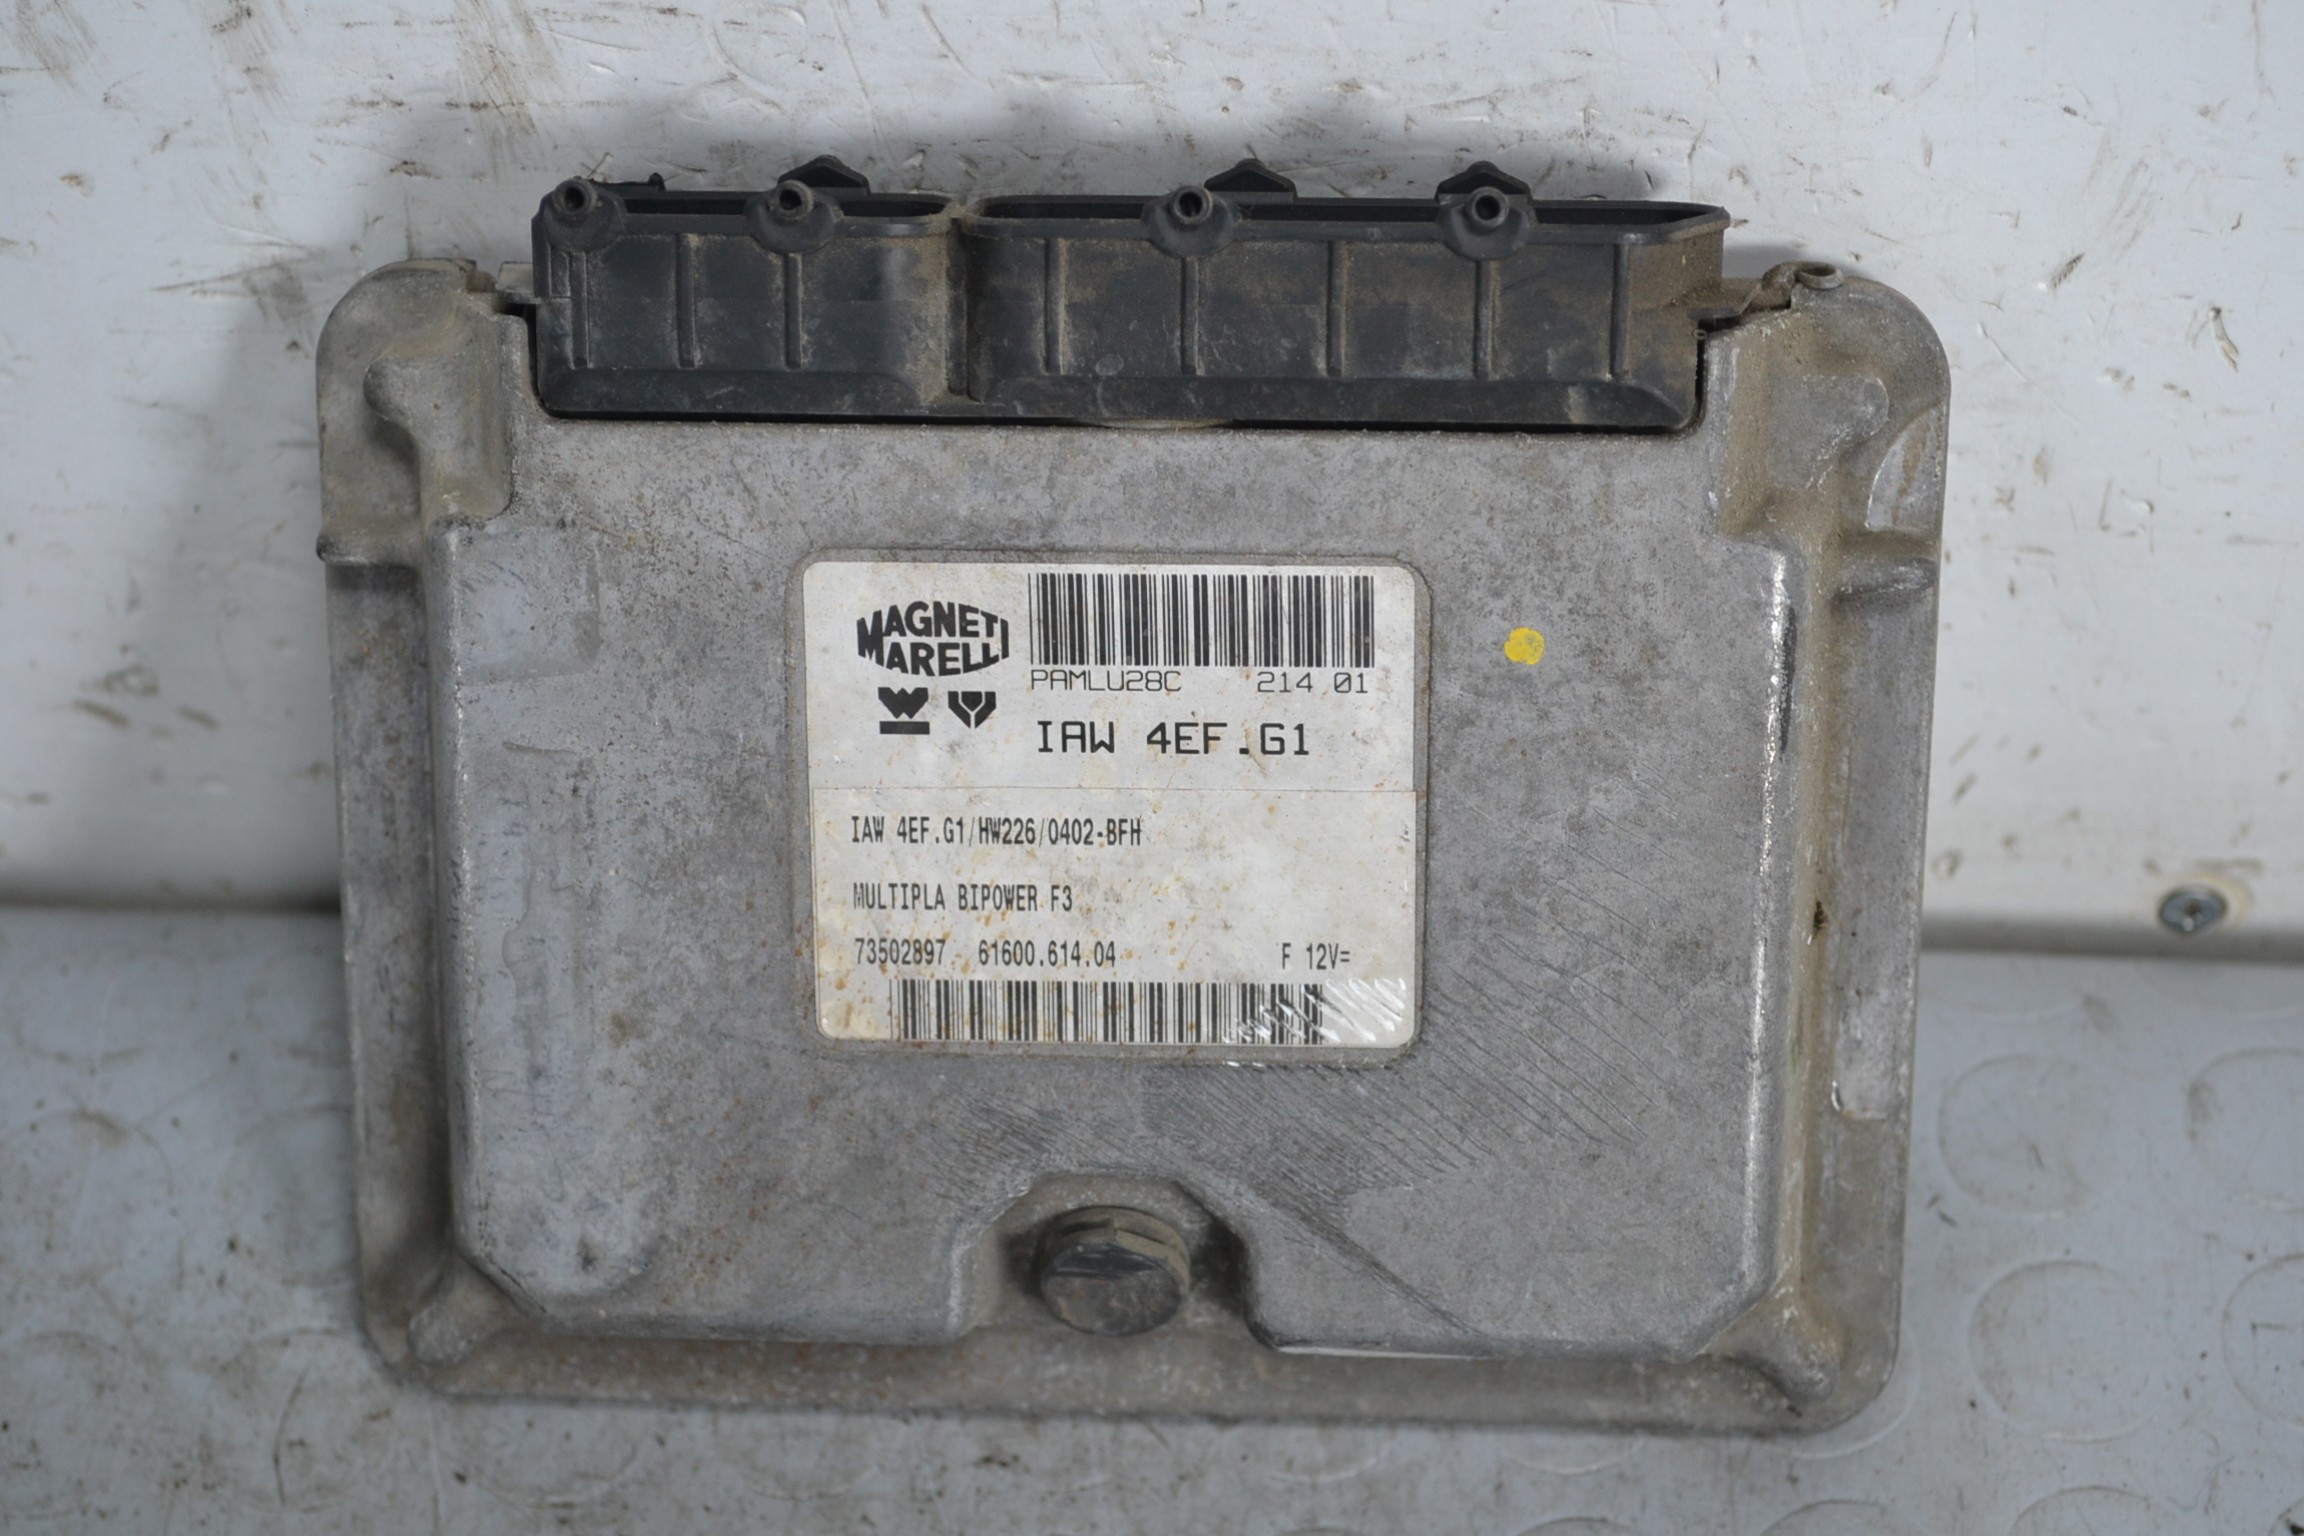 MAGNETI
MARELLI
PAMLU28C 214 01
IAW 4EF.G1
IAW 4EF.G1/HW226/0402-BFH
MULTIPLA BIPOWER F3
73502897 61600.614.04 F 12V=